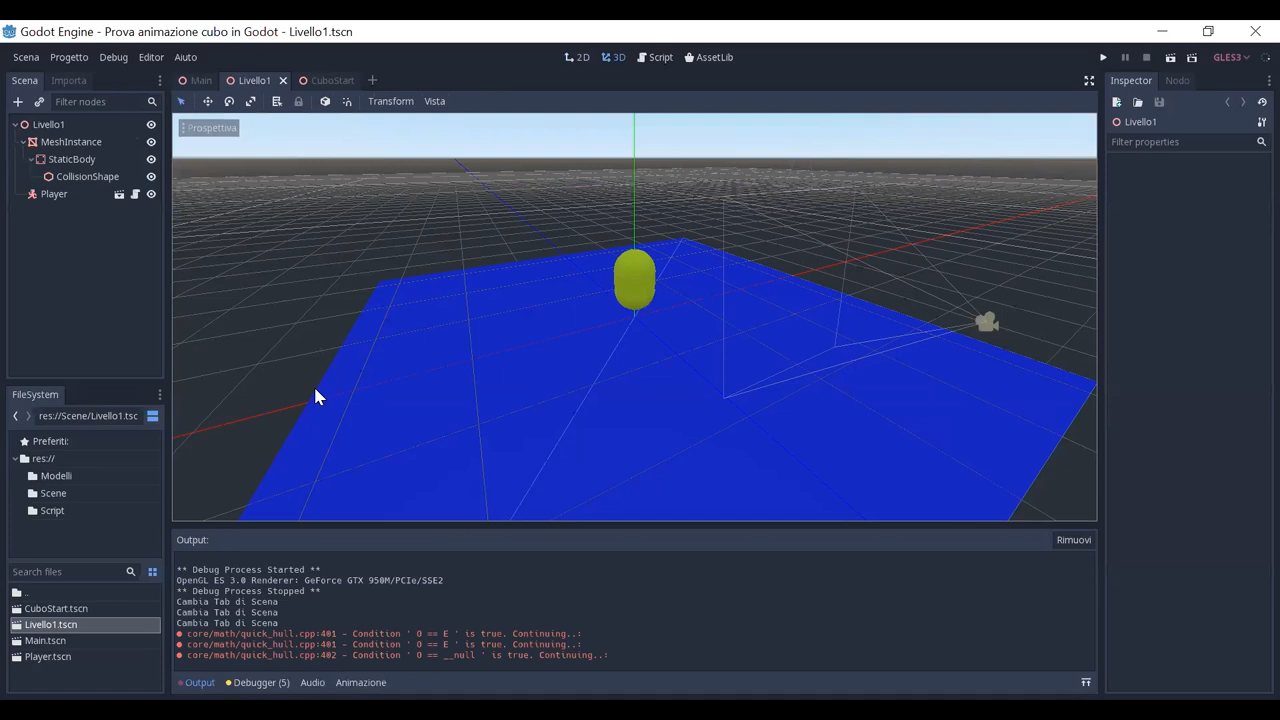 Godot Engine - Prova animazione cubo in Godot - Livello1.tscn
Scena Progetto Debug Editor Aiuto
2D 3D Script AssetLib
GLES3
Scena Importa
Main Livello1 CuboStart
Inspector Nodo
Filter nodes
Transform Vista
Livello1
MeshInstance
StaticBody
CollisionShape
Player
Prospettiva
Livello1
Filter properties
FileSystem
res://Scene/Livello1.tsc
Preferiti:
res://
Modelli
Scene
Script
Search files
..
CuboStart.tscn
Livello1.tscn
Main.tscn
Player.tscn
Output:
Rimuovi
** Debug Process Started **
OpenGL ES 3.0 Renderer: GeForce GTX 950M/PCIe/SSE2
** Debug Process Stopped **
Cambia Tab di Scena
Cambia Tab di Scena
Cambia Tab di Scena
core/math/quick_hull.cpp:401 - Condition ' O == E ' is true. Continuing..:
core/math/quick_hull.cpp:401 - Condition ' O == E ' is true. Continuing..:
core/math/quick_hull.cpp:402 - Condition ' O == __null ' is true. Continuing..:
Output Debugger (5) Audio Animazione